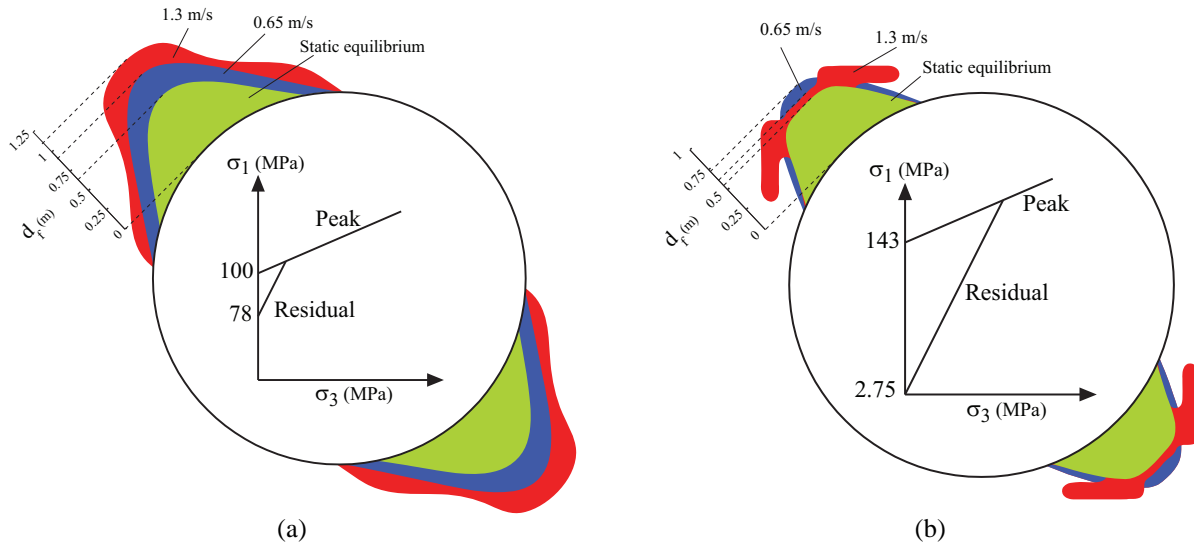 1.3 m/s
0.65 m/s
Static equilibrium
1.25
1
0.75
0.5
0.25
0
d_f (m)
σ1 (MPa)
Peak
100
78
Residual
σ3 (MPa)
(a)
0.65 m/s
1.3 m/s
Static equilibrium
1
0.75
0.5
0.25
0
d_f (m)
σ1 (MPa)
Peak
143
Residual
2.75
σ3 (MPa)
(b)